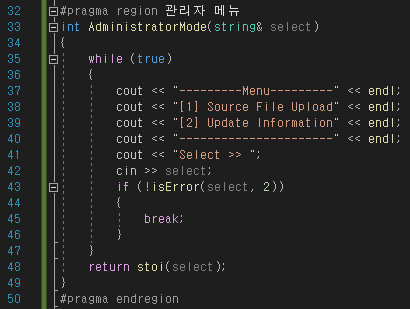 32 #pragma region 관리자 메뉴
33 int AdministratorMode(string& select)
34 {
35 while (true)
36 {
37 cout << "---------Menu---------" << endl;
38 cout << "[1] Source File Upload" << endl;
39 cout << "[2] Update Information" << endl;
40 cout << "----------------------" << endl;
41 cout << "Select >> ";
42 cin >> select;
43 if (!isError(select, 2))
44 {
45 break;
46 }
47 }
48 return stoi(select);
49 }
50 #pragma endregion